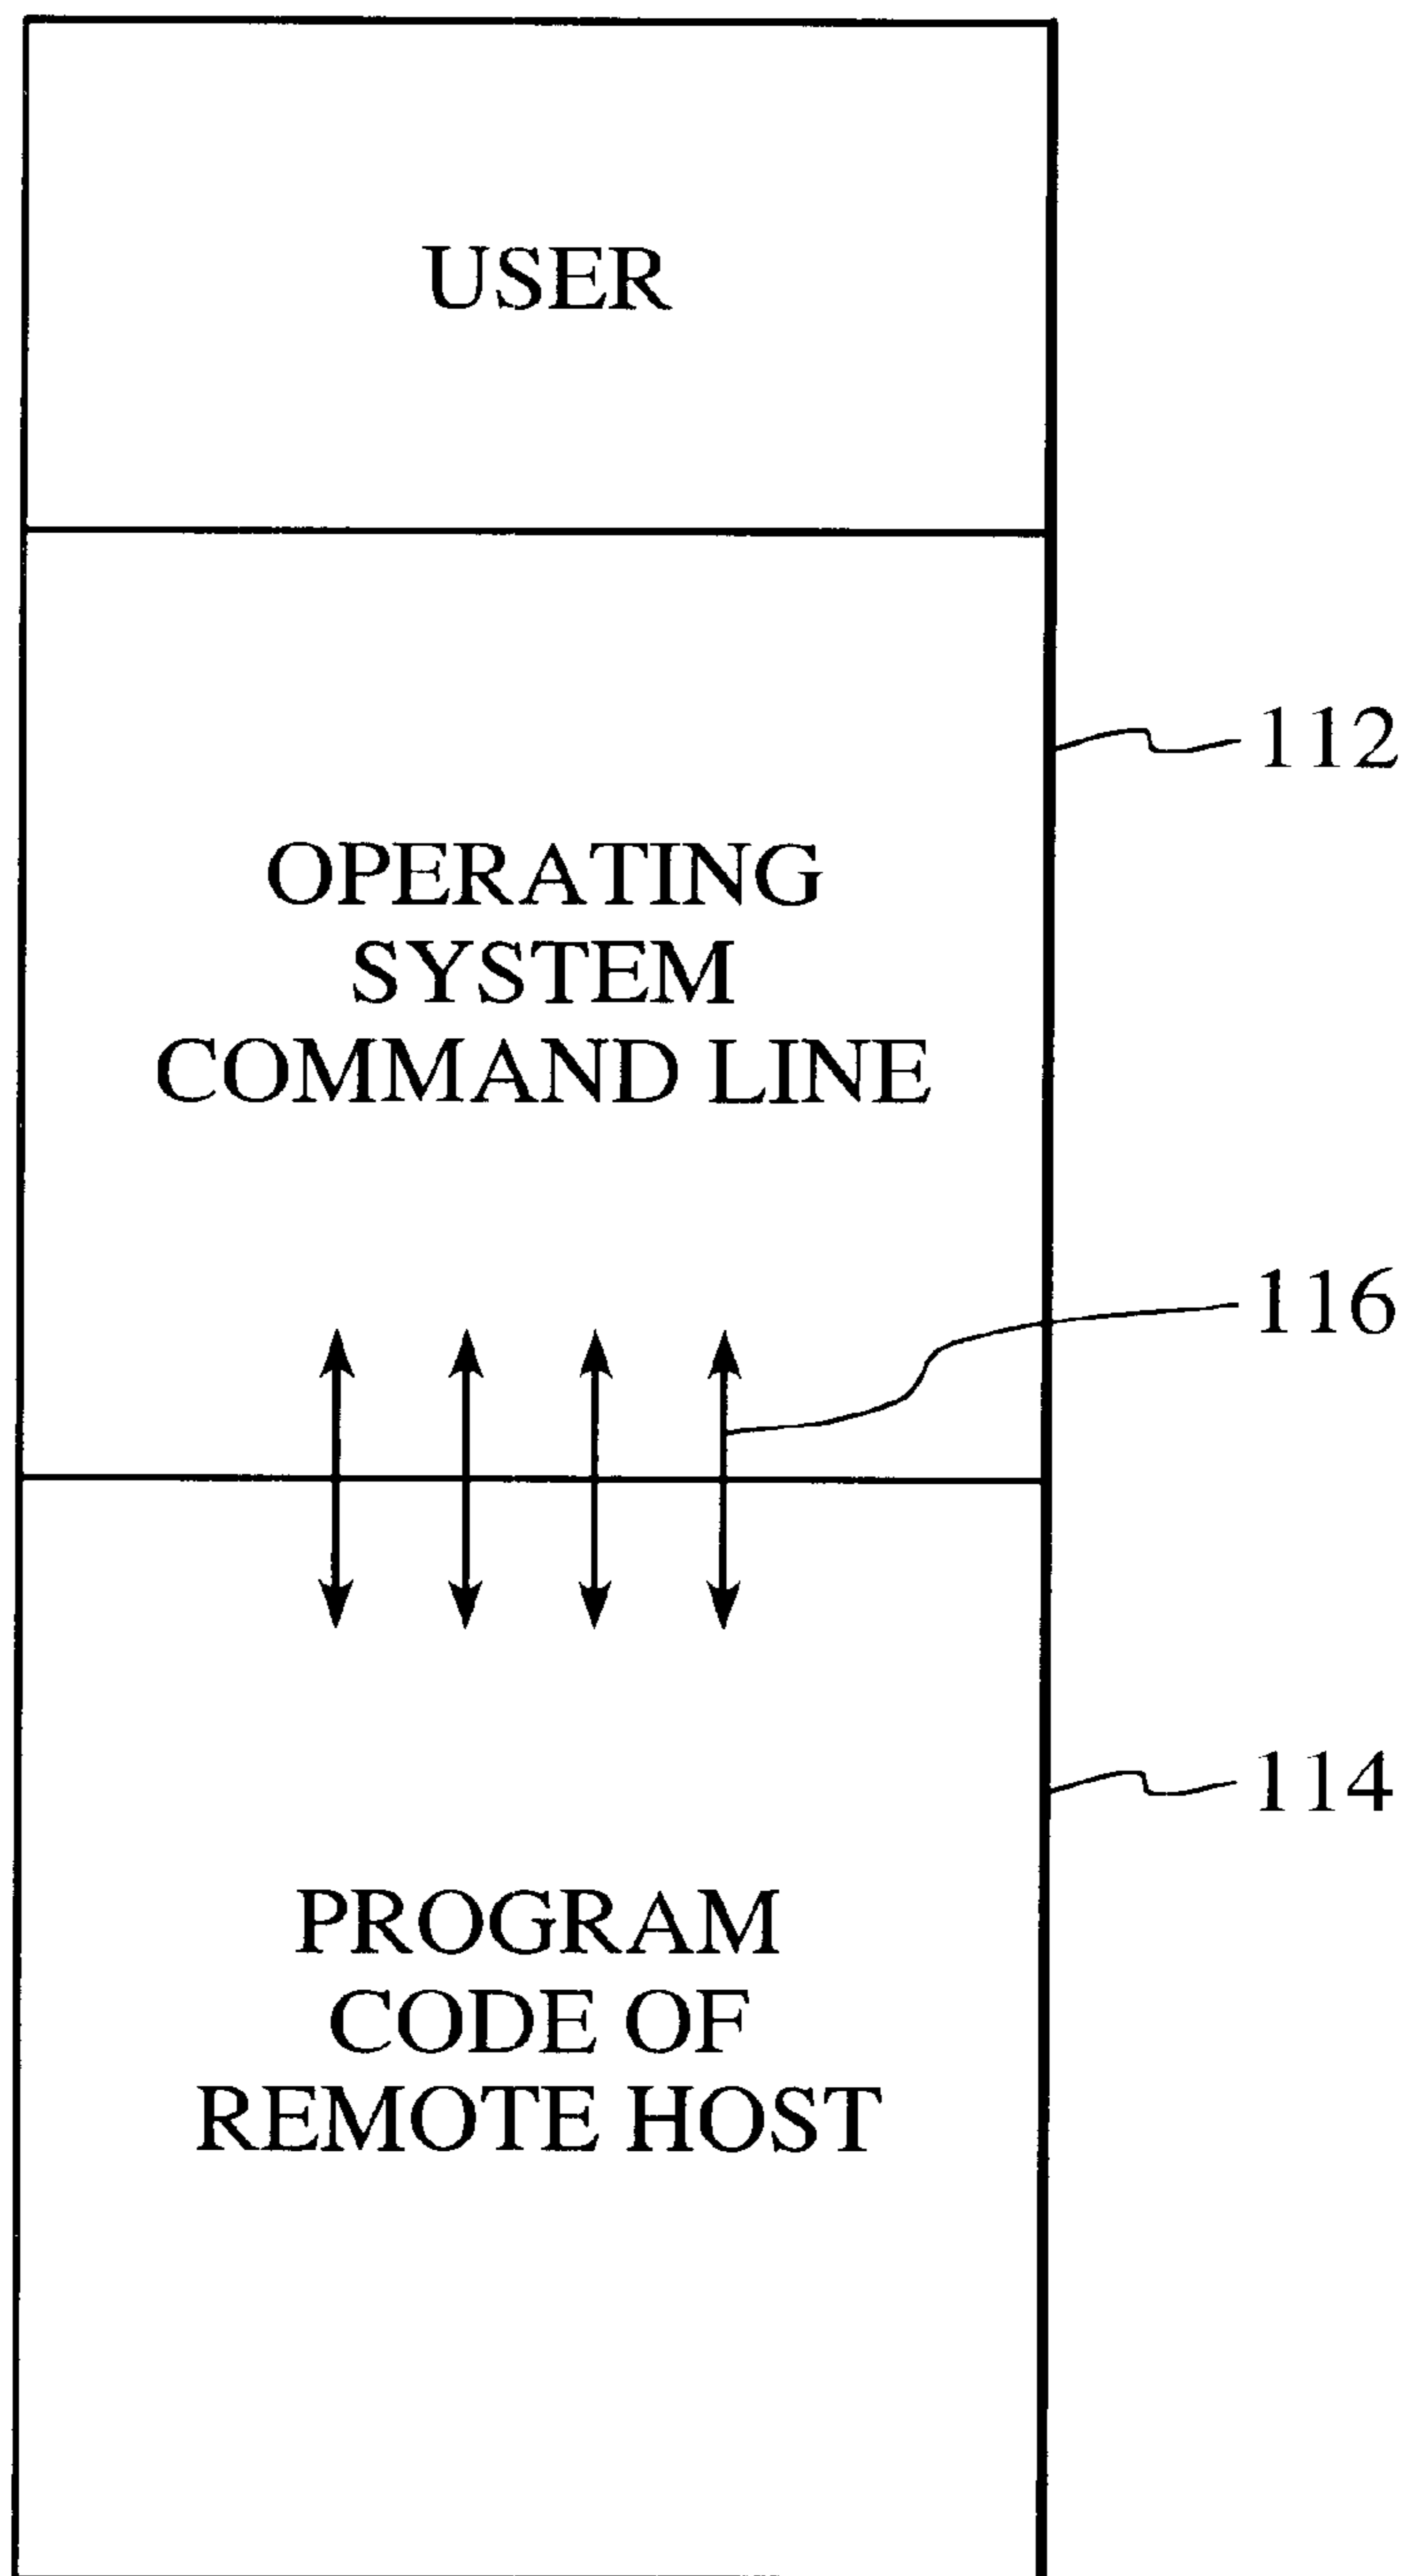 USER
112
OPERATING
SYSTEM
COMMAND LINE
116
114
PROGRAM
CODE OF
REMOTE HOST